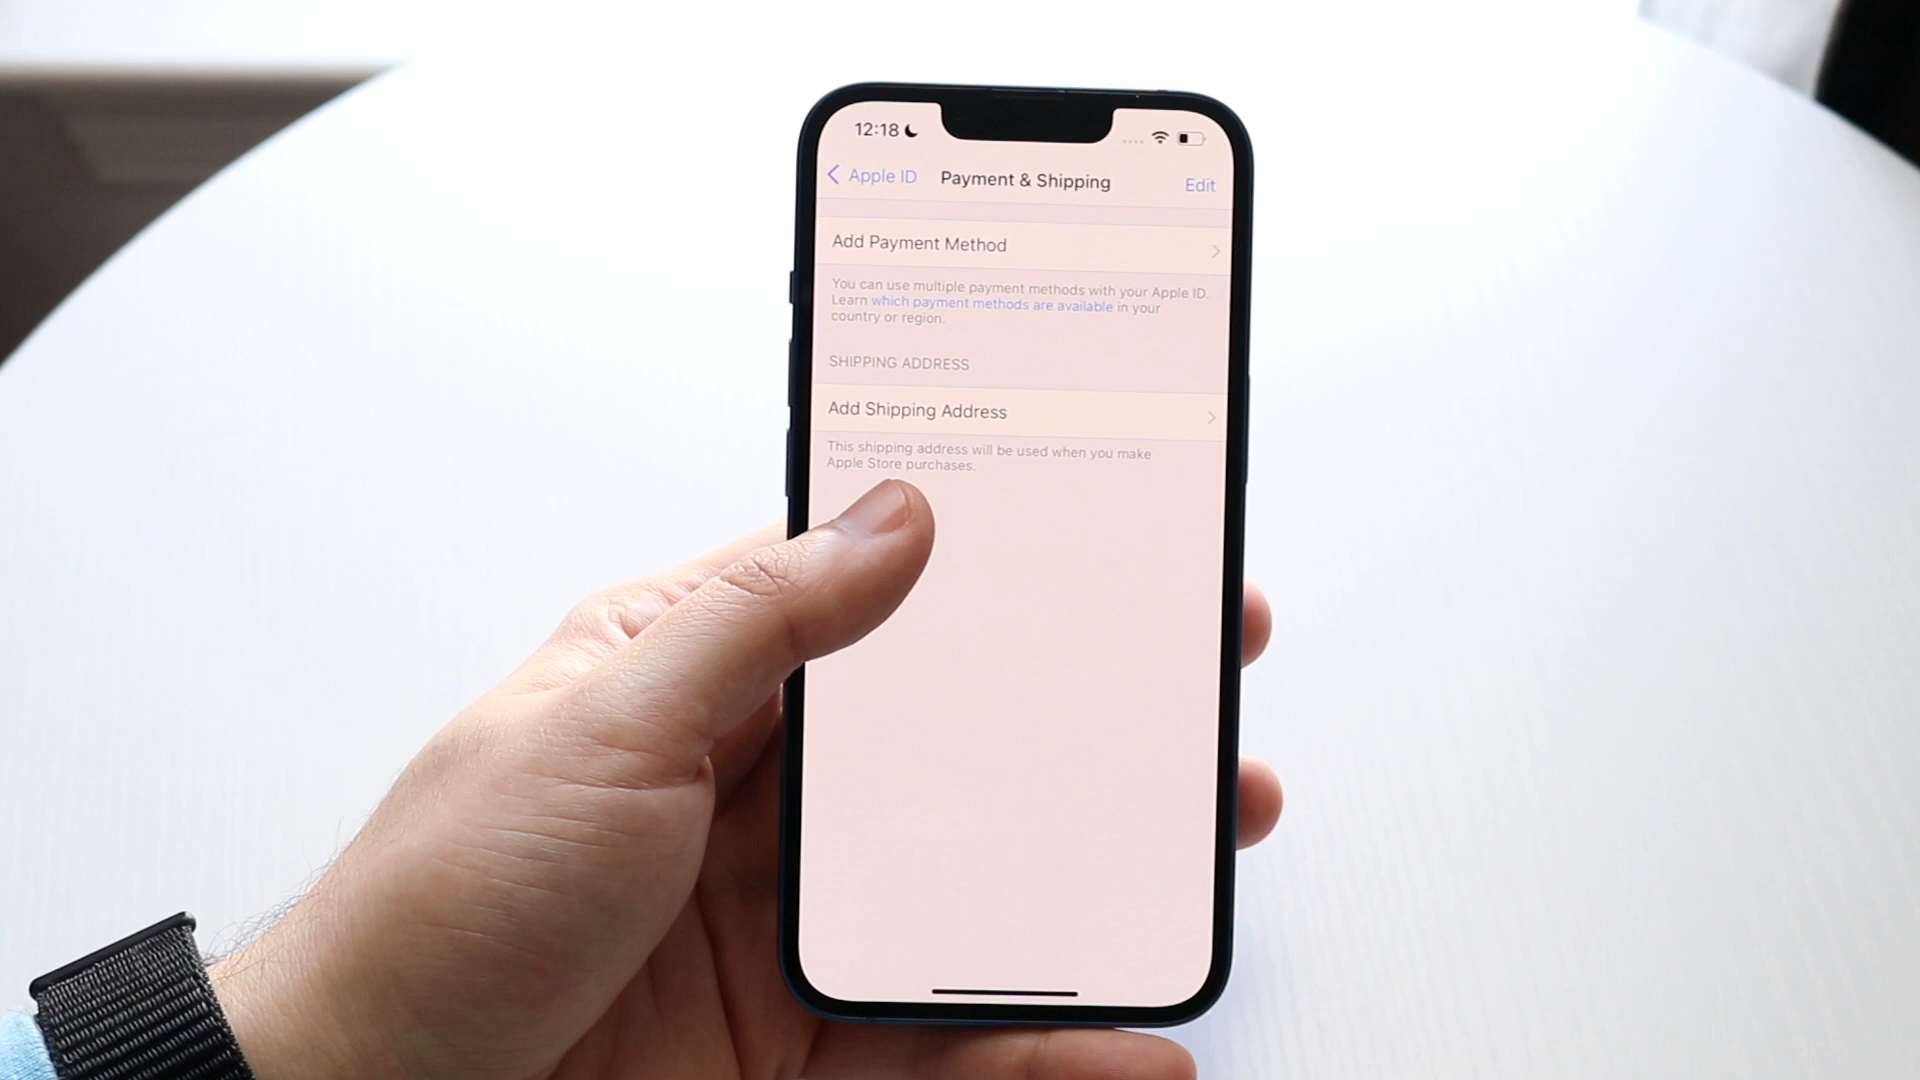 12:18
Apple ID Payment & Shipping Edit
Add Payment Method
You can use multiple payment methods with your Apple ID.
Learn which payment methods are available in your
country or region.
SHIPPING ADDRESS
Add Shipping Address
This shipping address will be used when you make
Apple Store purchases.